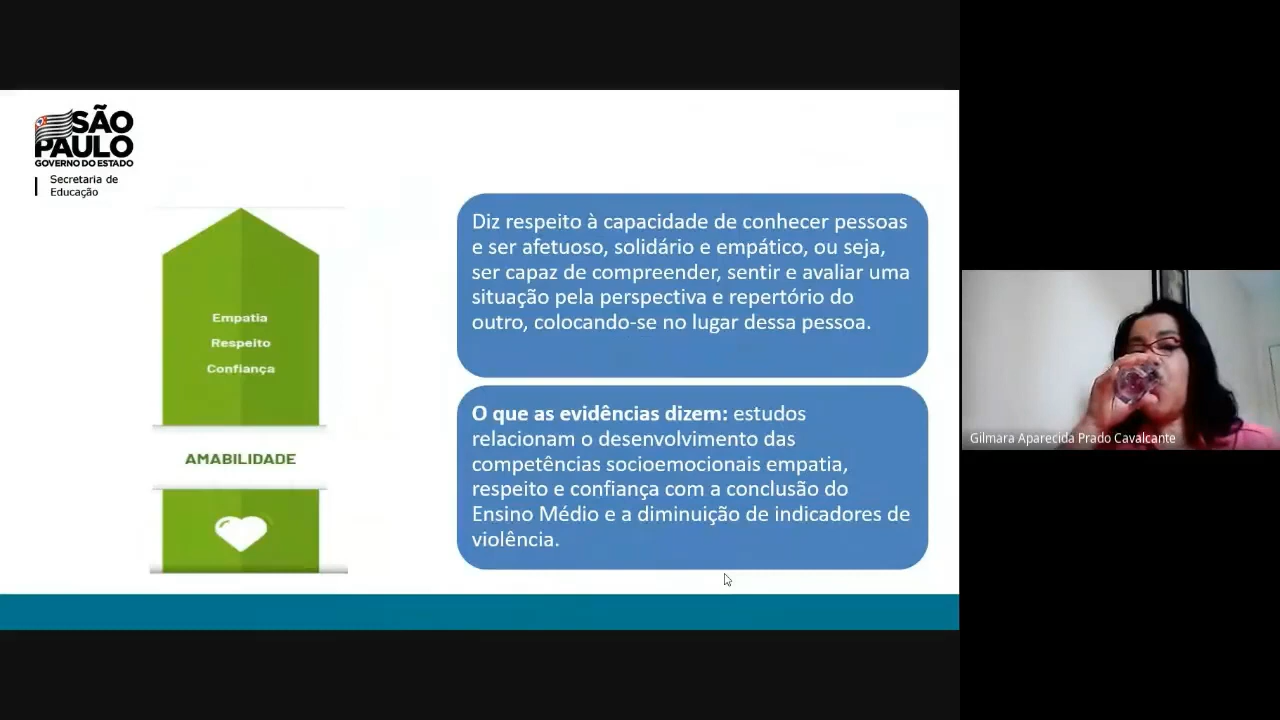 SÃO
PAULO
GOVERNO DO ESTADO
Secretaria de
Educação
Empatia
Respeito
Confiança
AMABILIDADE
Diz respeito à capacidade de conhecer pessoas
e ser afetuoso, solidário e empático, ou seja,
ser capaz de compreender, sentir e avaliar uma
situação pela perspectiva e repertório do
outro, colocando-se no lugar dessa pessoa.
O que as evidências dizem: estudos
relacionam o desenvolvimento das
competências socioemocionais empatia,
respeito e confiança com a conclusão do
Ensino Médio e a diminuição de indicadores de
violência.
Gilmara Aparecida Prado Cavalcante